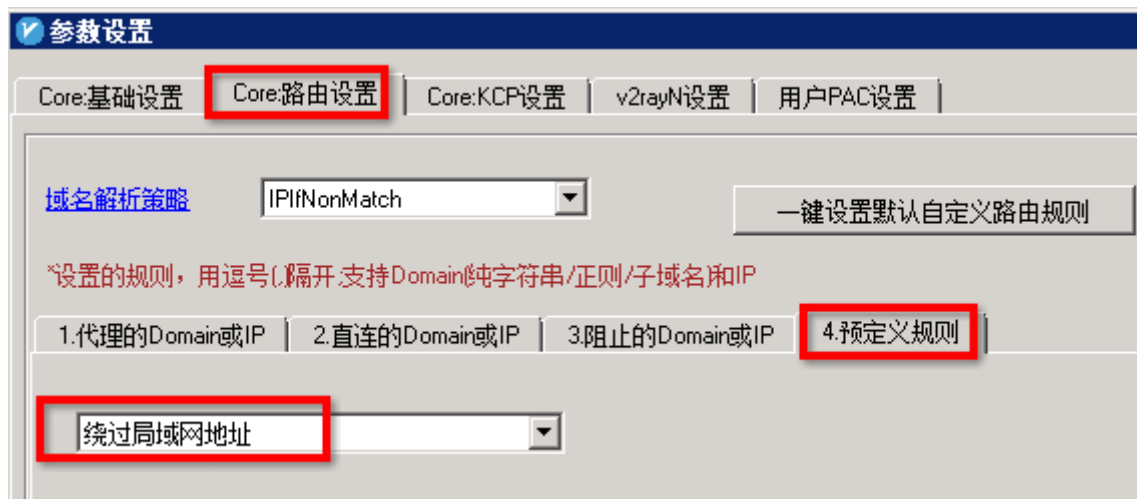 参数设置
Core:基础设置 Core:路由设置 Core:KCP设置 v2rayN设置 用户PAC设置
域名解析策略 IPIfNonMatch 一键设置默认自定义路由规则
*设置的规则，用逗号(,)隔开;支持Domain(纯字符串/正则/子域名)和IP
1.代理的Domain或IP 2.直连的Domain或IP 3.阻止的Domain或IP 4.预定义规则
绕过局域网地址